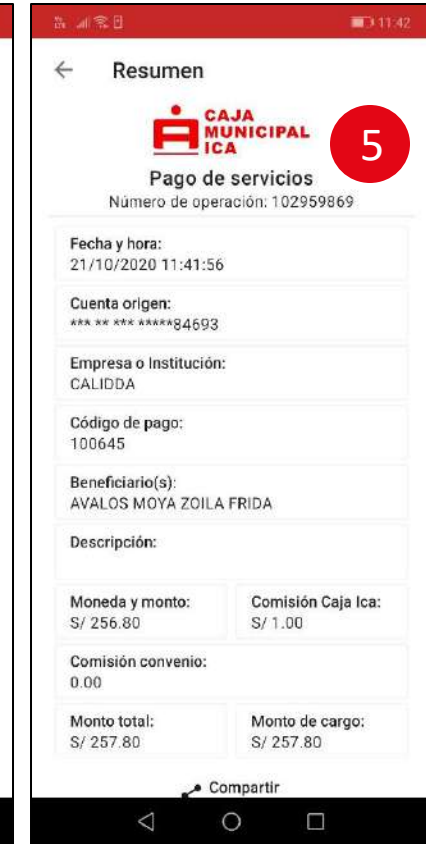 11:42
Resumen
CAJA
MUNICIPAL
ICA
5
Pago de servicios
Número de operación: 102959869
Fecha y hora:
21/10/2020 11:41:56
Cuenta origen:
*** ** *** *****84693
Empresa o Institución:
CALIDDA
Código de pago:
100645
Beneficiario(s):
AVALOS MOYA ZOILA FRIDA
Descripción:
Moneda y monto:
S/ 256.80
Comisión Caja Ica:
S/ 1.00
Comisión convenio:
0.00
Monto total:
S/ 257.80
Monto de cargo:
S/ 257.80
Compartir